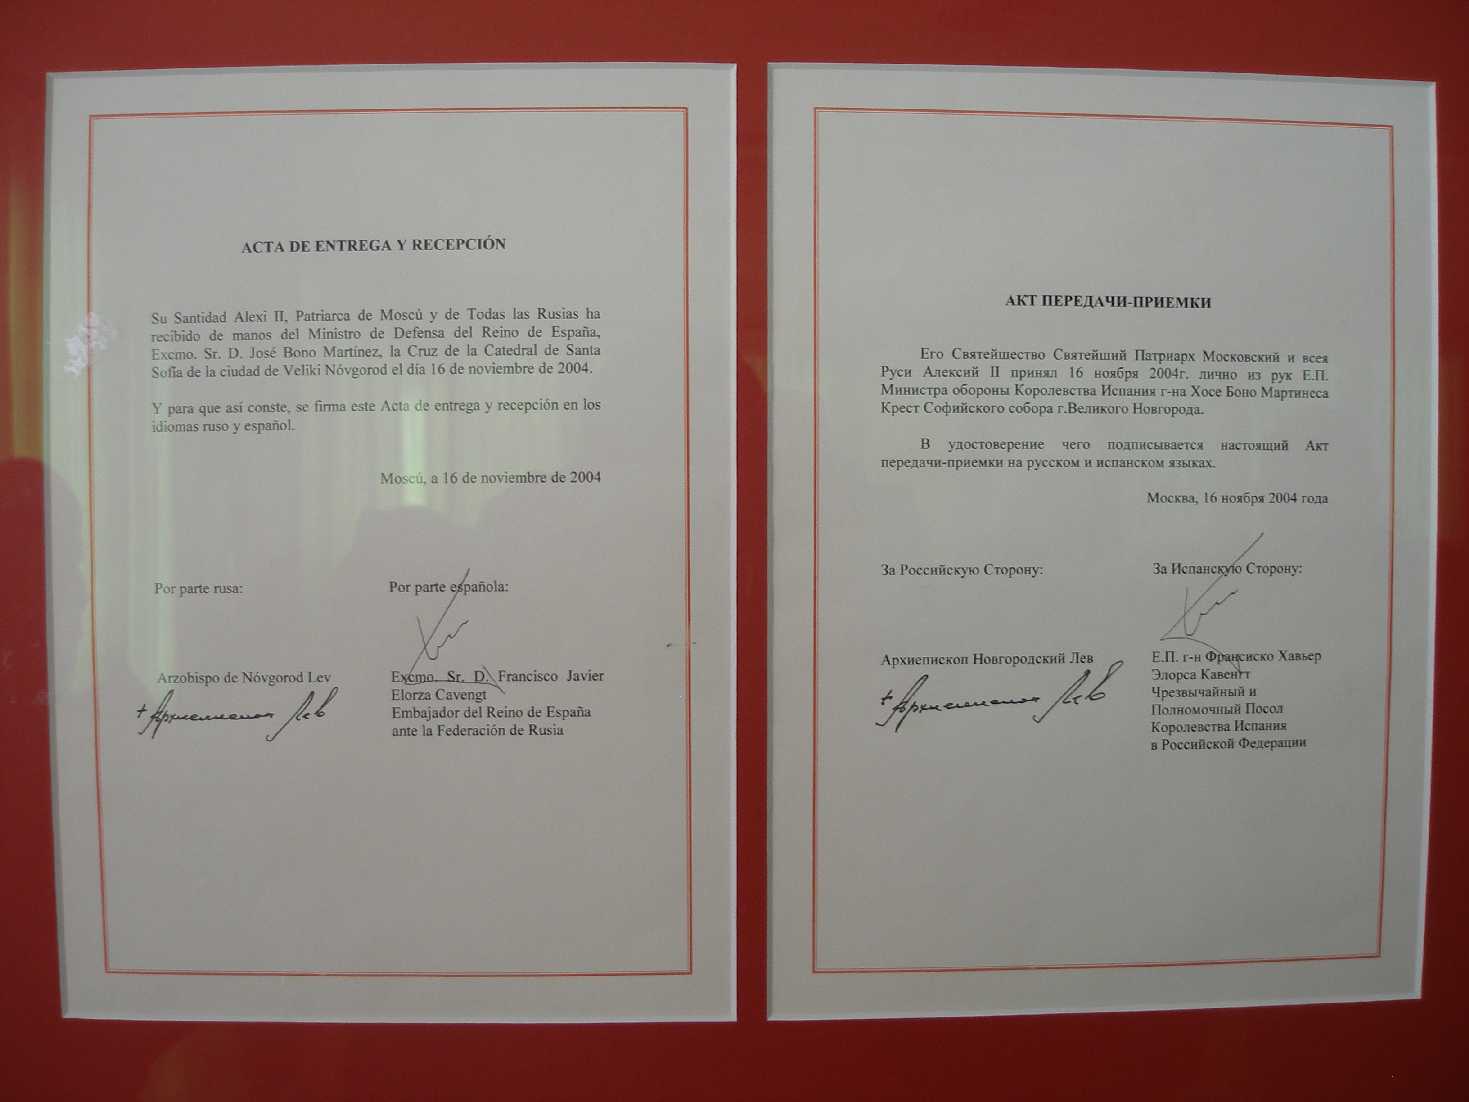 ACTA DE ENTREGA Y RECEPCIÓN
Su Santidad Alexi II, Patriarca de Moscú y de Todas las Rusias ha
recibido de manos del Ministro de Defensa del Reino de España,
Excmo. Sr. D. José Bono Martínez, la Cruz de la Catedral de Santa
Sofía de la ciudad de Veliki Nóvgorod el día 16 de noviembre de 2004.
Y para que así conste, se firma este Acta de entrega y recepción en los
idiomas ruso y español.
Moscú, a 16 de noviembre de 2004
Por parte rusa:
Arzobispo de Nóvgorod Lev
+ Архиепископ Лев
Por parte española:
Excmo. Sr. D. Francisco Javier
Elorza Cavengt
Embajador del Reino de España
ante la Federación de Rusia
АКТ ПЕРЕДАЧИ-ПРИЕМКИ
Его Святейшество Святейший Патриарх Московский и всея
Руси Алексий II принял 16 ноября 2004г. лично из рук Е.П.
Министра обороны Королевства Испания г-на Хосе Боно Мартинеса
Крест Софийского собора г.Великого Новгорода.
В удостоверение чего подписывается настоящий Акт
передачи-приемки на русском и испанском языках.
Москва, 16 ноября 2004 года
За Российскую Сторону:
Архиепископ Новгородский Лев
+ Архиепископ Лев
За Испанскую Сторону:
Е.П. г-н Франсиско Хавьер
Элорса Кавенгт
Чрезвычайный и
Полномочный Посол
Королевства Испания
в Российской Федерации